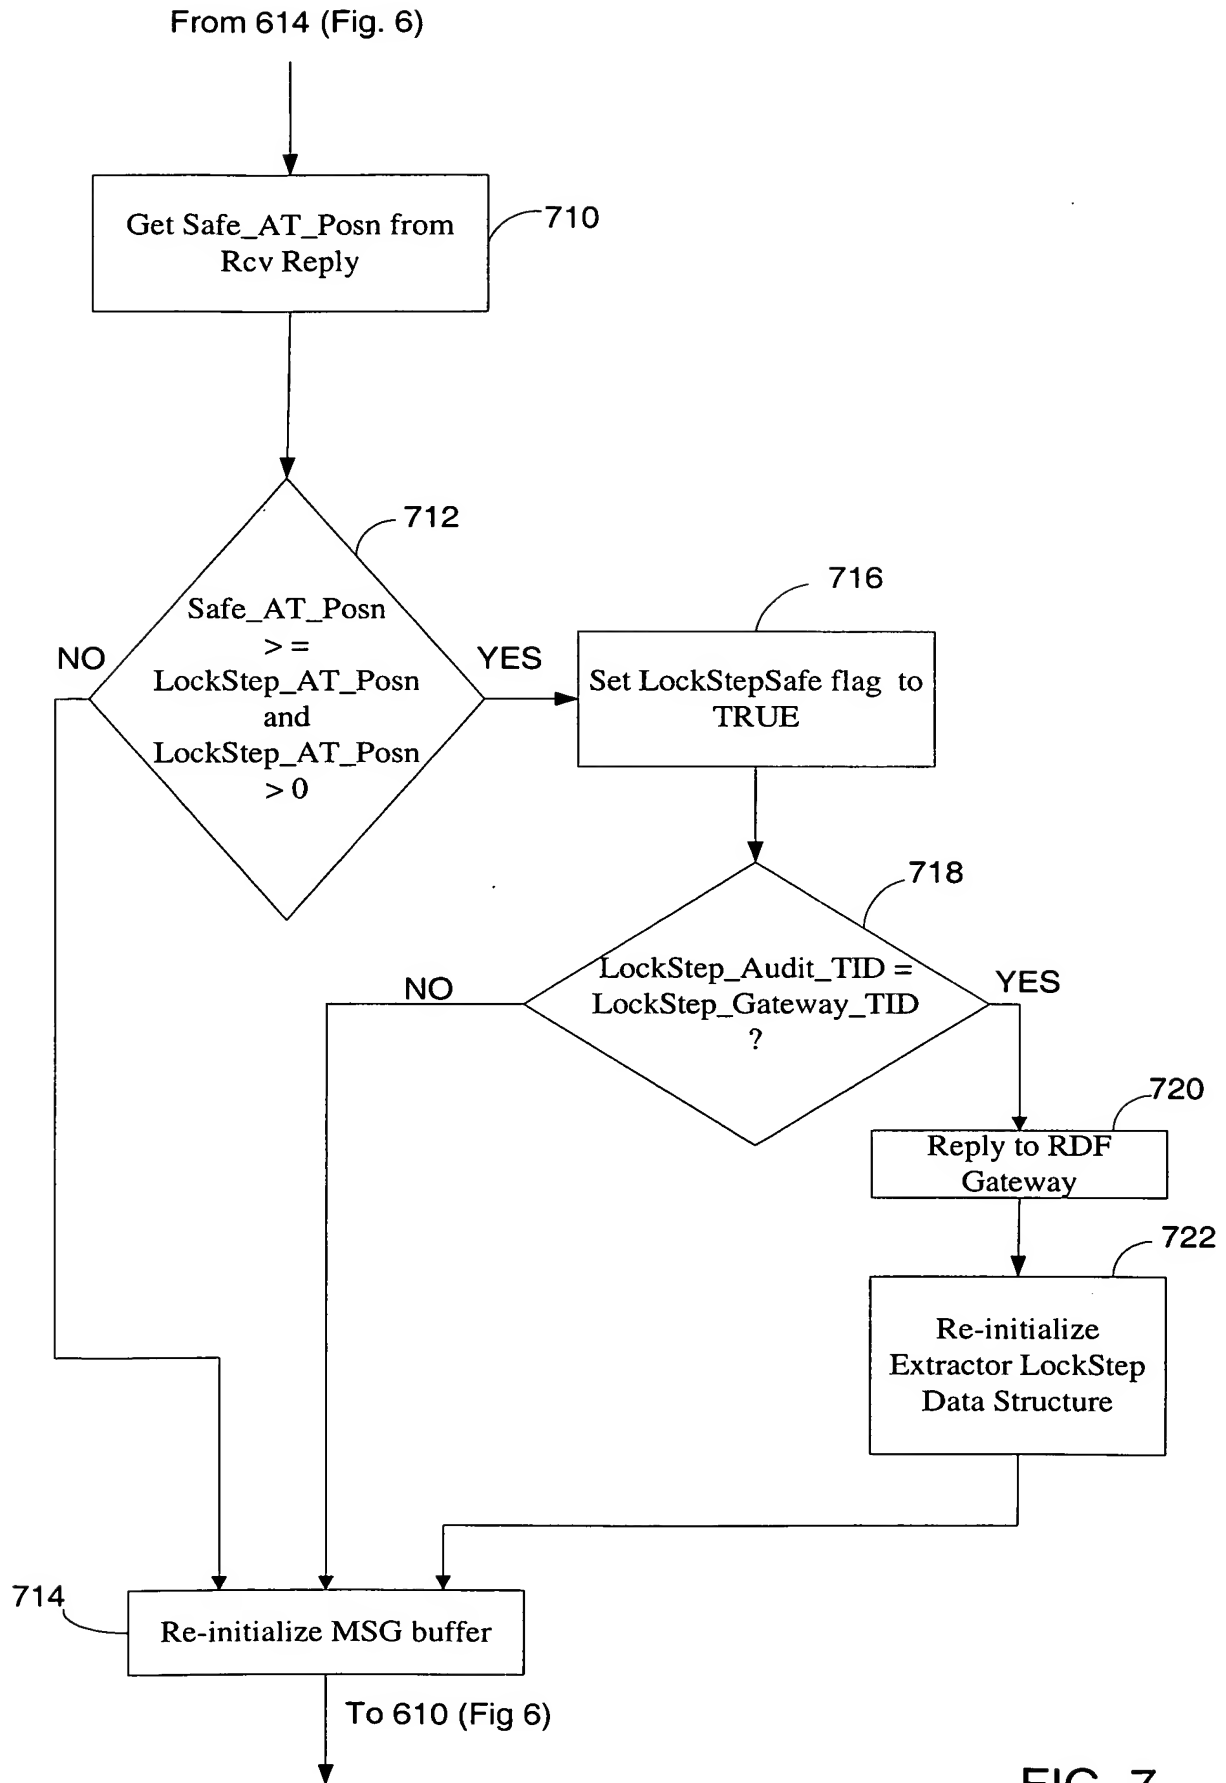 From 614 (Fig. 6)
Get Safe_AT_Posn from
Rcv Reply
710
712
Safe_AT_Posn
> =
LockStep_AT_Posn
and
LockStep_AT_Posn
> 0
NO
YES
716
Set LockStepSafe flag to
TRUE
718
LockStep_Audit_TID =
LockStep_Gateway_TID
?
NO
YES
720
Reply to RDF
Gateway
722
Re-initialize
Extractor LockStep
Data Structure
714
Re-initialize MSG buffer
To 610 (Fig 6)
FIG. 7